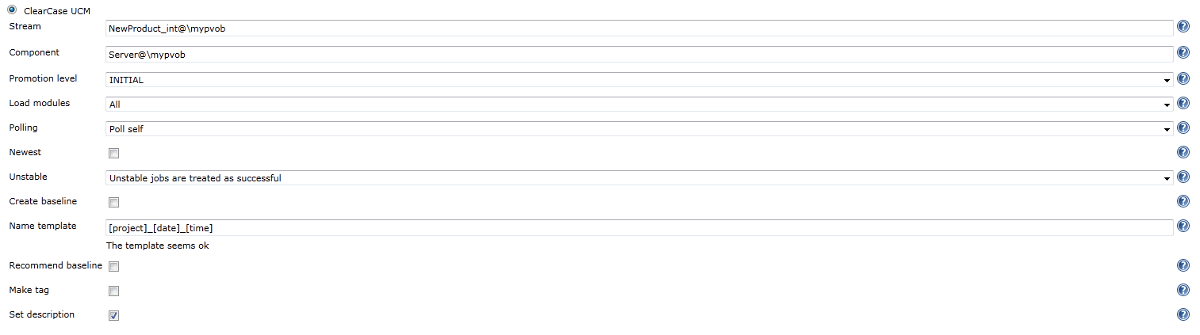 ClearCase UCM
Stream NewProduct_int@\mypvob
Component Server@\mypvob
Promotion level INITIAL
Load modules All
Polling Poll self
Newest
Unstable Unstable jobs are treated as successful
Create baseline
Name template [project]_[date]_[time]
The template seems ok
Recommend baseline
Make tag
Set description